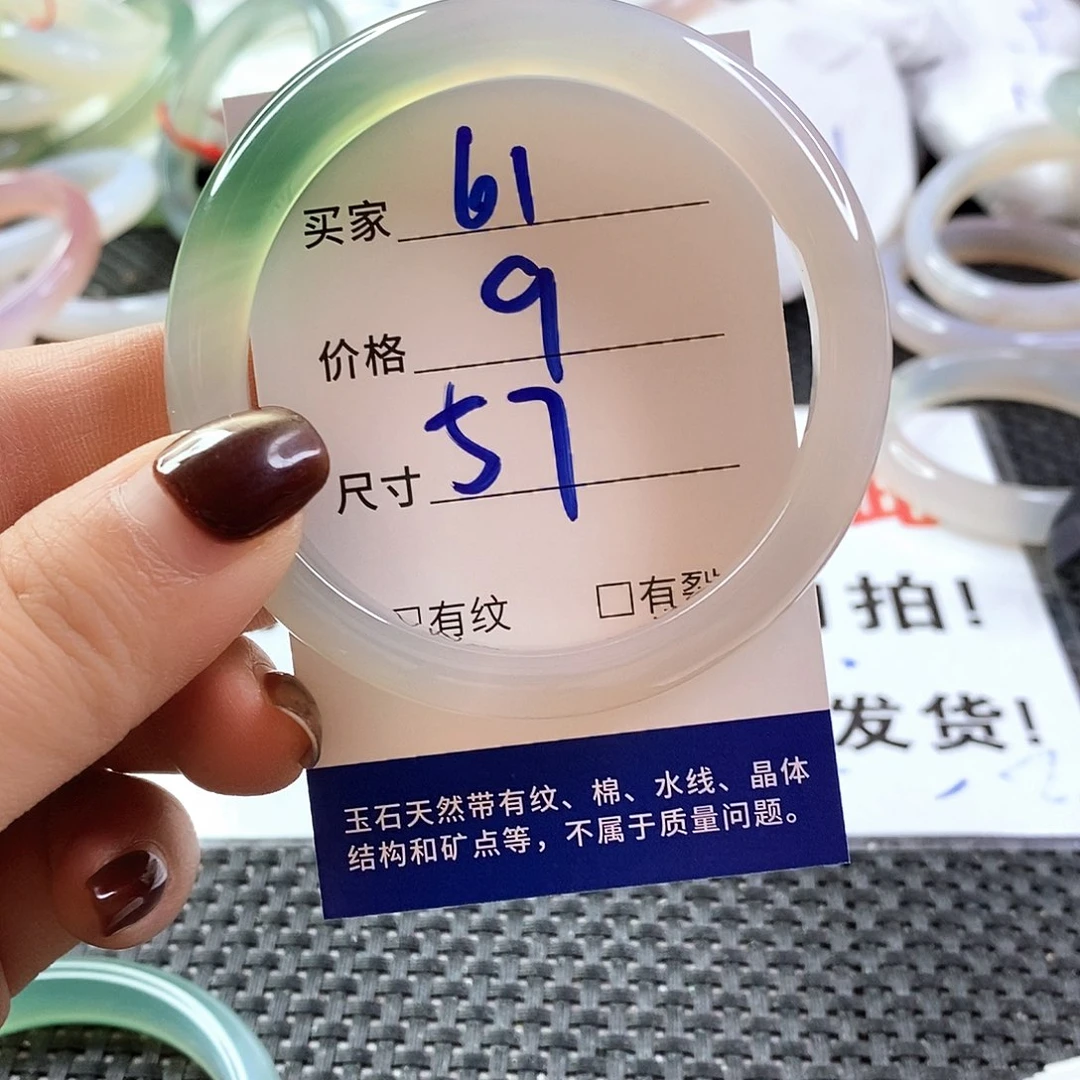 买家 61
价格 9
尺寸 57
□有纹 □有裂
拍!
发货!
玉石天然带有纹、棉、水线、晶体
结构和矿点等，不属于质量问题。